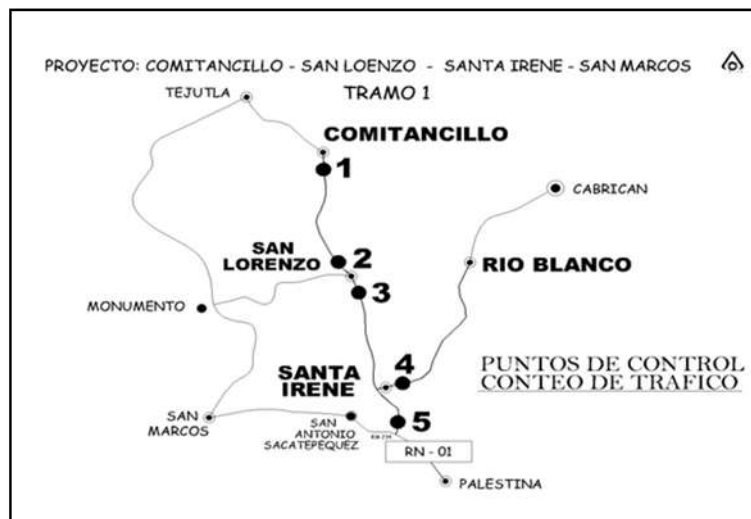 PROYECTO: COMITANCILLO - SAN LOENZO - SANTA IRENE - SAN MARCOS
TRAMO 1
TEJUTLA
COMITANCILLO
1
CABRICAN
SAN
LORENZO
2
RIO BLANCO
3
MONUMENTO
SANTA
IRENE
4
PUNTOS DE CONTROL
CONTEO DE TRAFICO
SAN
MARCOS
SAN
ANTONIO
SACATEPEQUEZ
5
RN - 01
PALESTINA